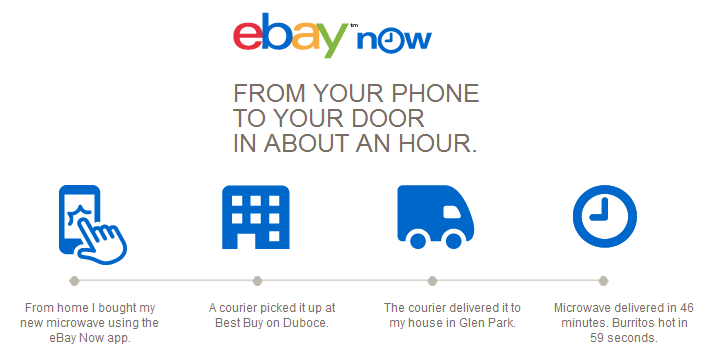 ebay™ now
FROM YOUR PHONE
TO YOUR DOOR
IN ABOUT AN HOUR.
From home I bought my
new microwave using the
eBay Now app.
A courier picked it up at
Best Buy on Duboce.
The courier delivered it to
my house in Glen Park.
Microwave delivered in 46
minutes. Burritos hot in
59 seconds.